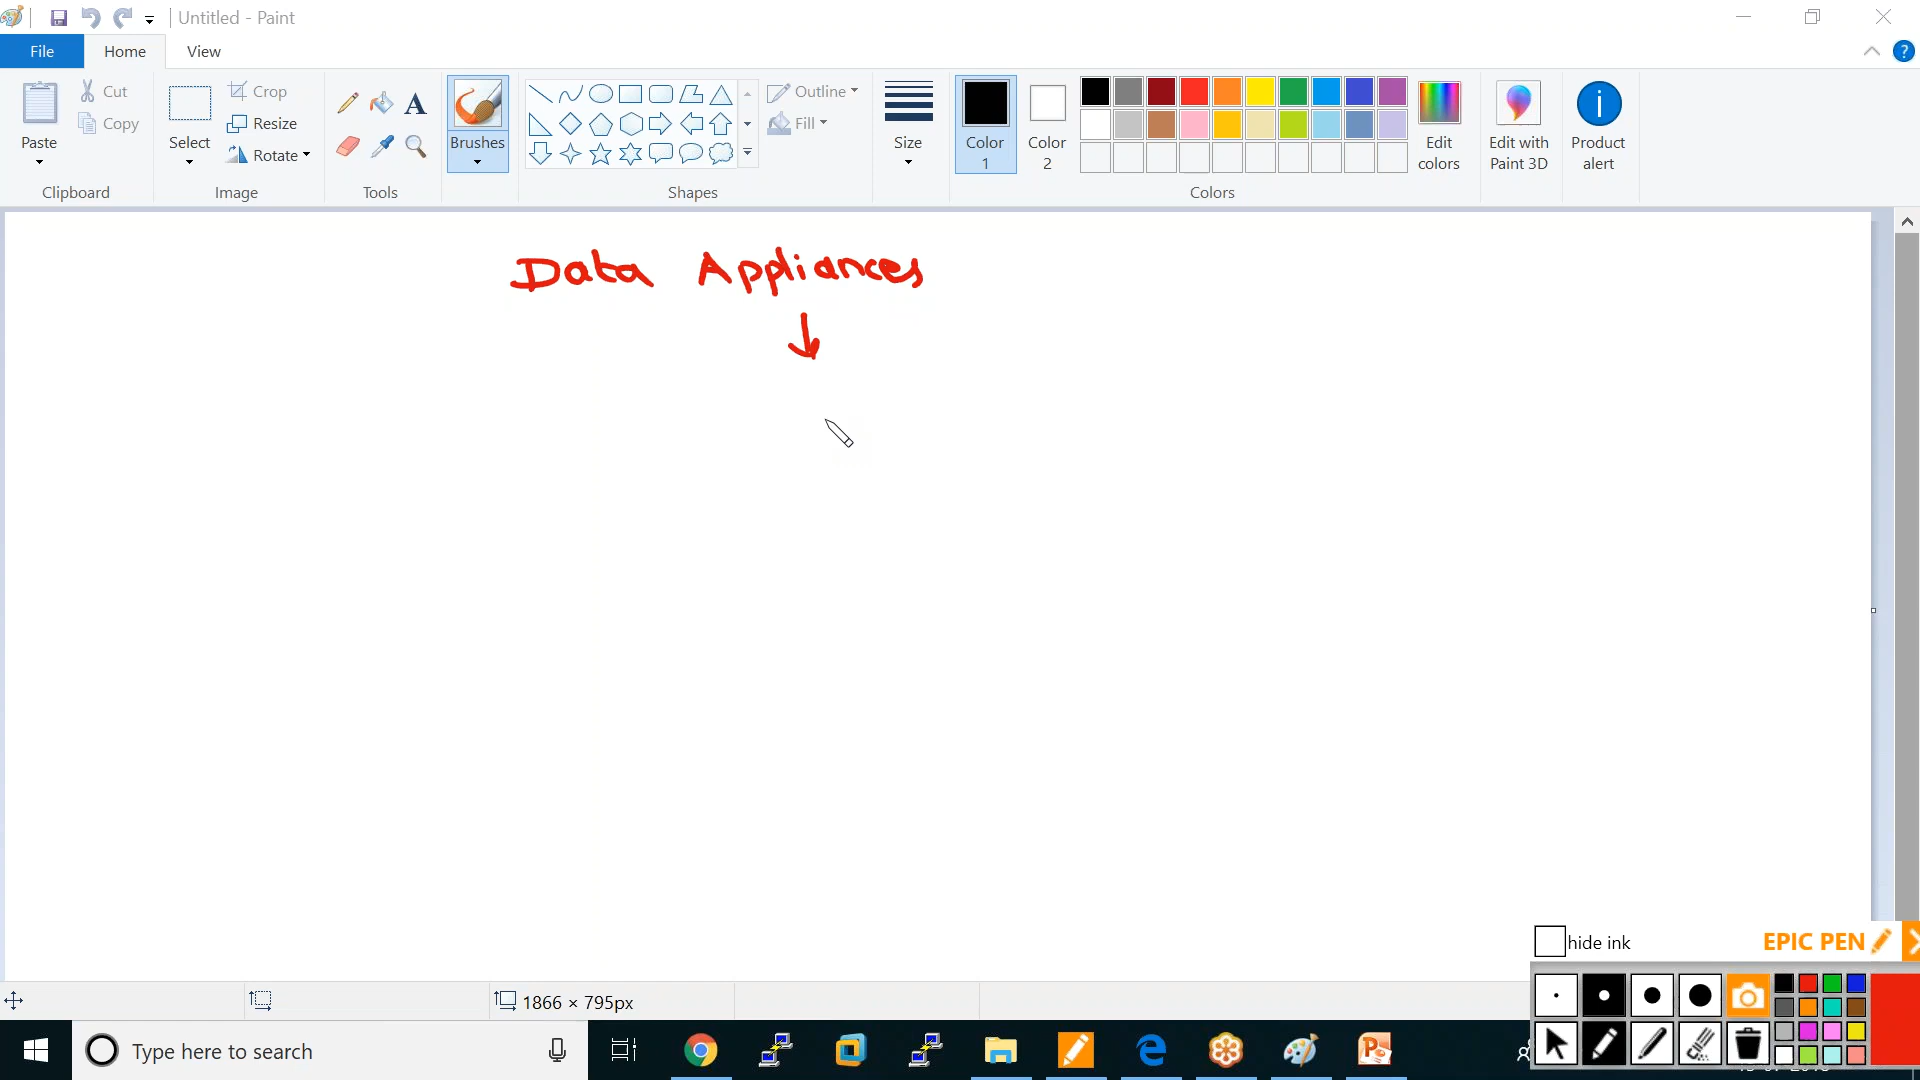 Untitled - Paint
File Home View
Paste
Cut
Copy
Clipboard
Select
Crop
Resize
Rotate
Image
A
Tools
Brushes
Shapes
Outline
Fill
Size
Color 1
Color 2
Colors
Edit colors
Edit with Paint 3D
Product alert
Data Appliances
hide ink
EPIC PEN
1866 × 795px
Type here to search